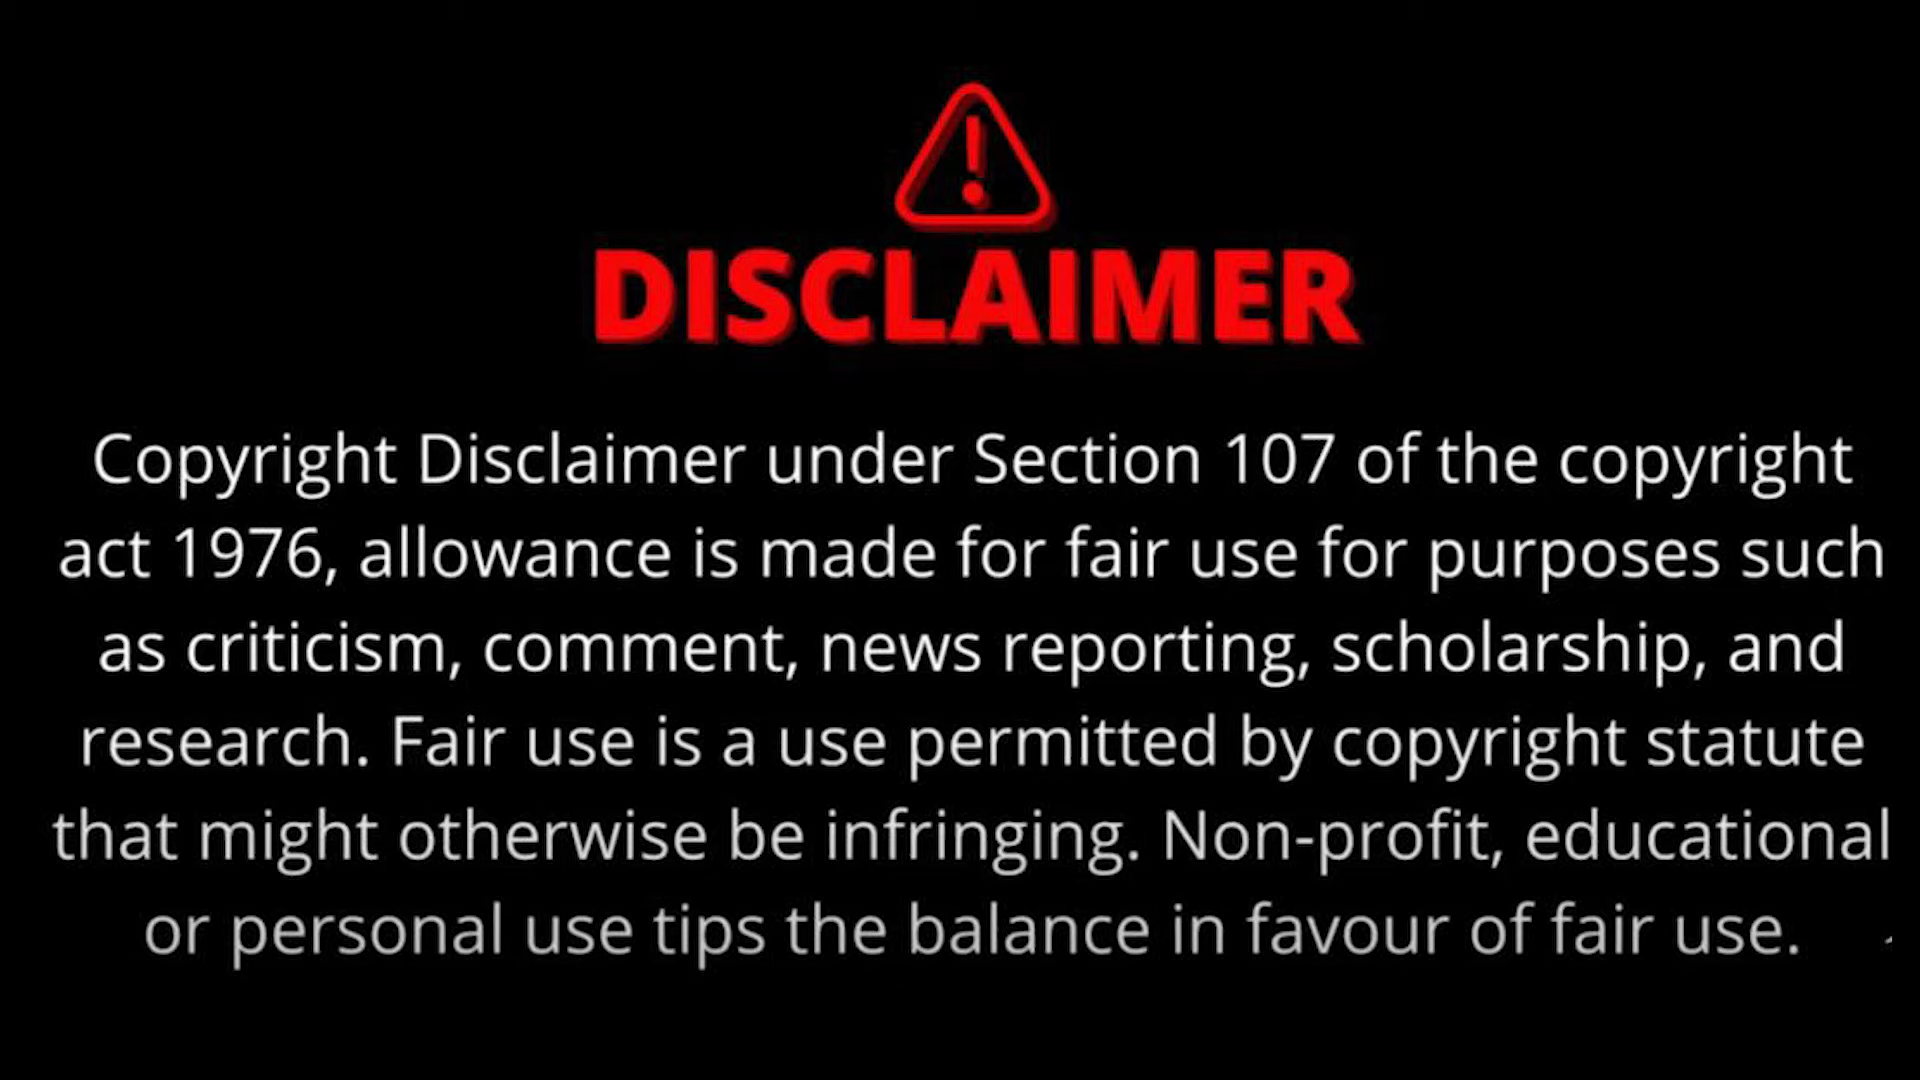 DISCLAIMER
Copyright Disclaimer under Section 107 of the copyright
act 1976, allowance is made for fair use for purposes such
as criticism, comment, news reporting, scholarship, and
research. Fair use is a use permitted by copyright statute
that might otherwise be infringing. Non-profit, educational
or personal use tips the balance in favour of fair use.